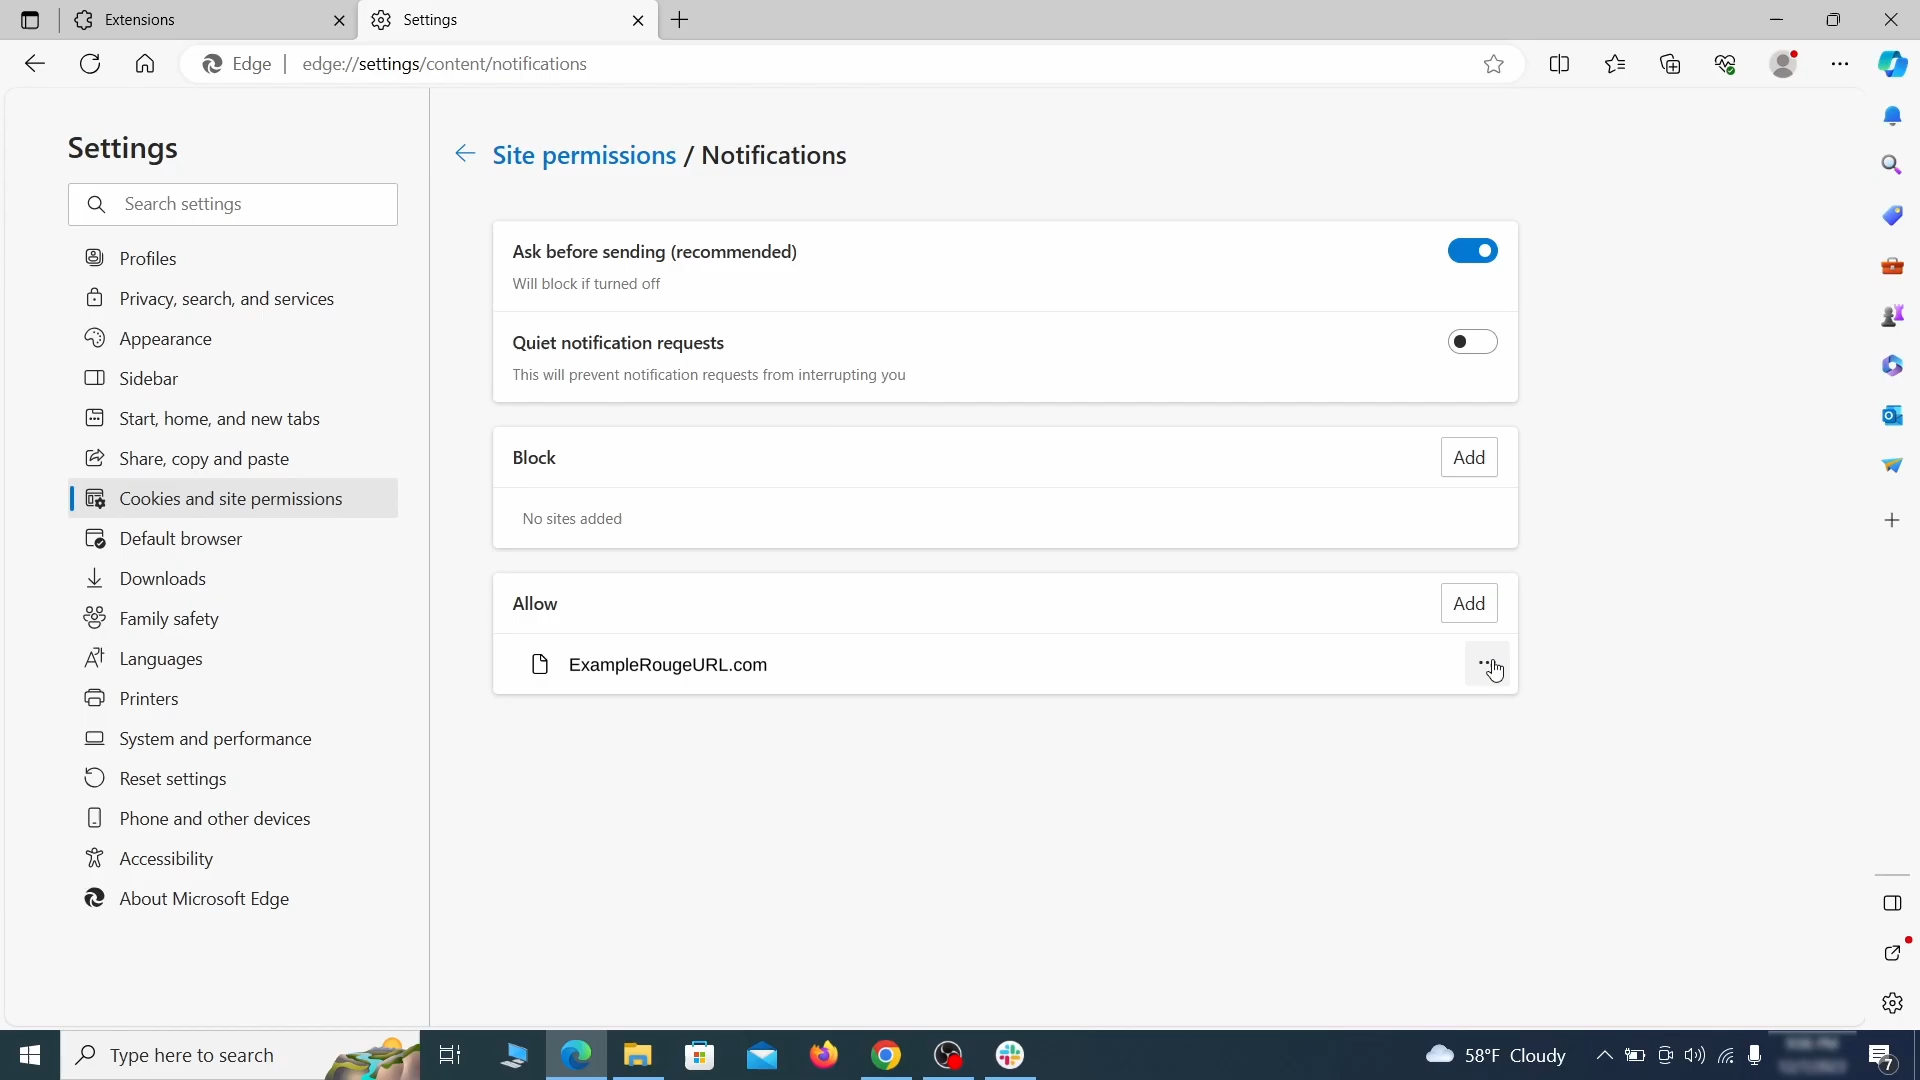 Extensions
Settings
Edge
edge://settings/content/notifications
Settings
Search settings
Profiles
Privacy, search, and services
Appearance
Sidebar
Start, home, and new tabs
Share, copy and paste
Cookies and site permissions
Default browser
Downloads
Family safety
Languages
Printers
System and performance
Reset settings
Phone and other devices
Accessibility
About Microsoft Edge
Site permissions / Notifications
Ask before sending (recommended)
Will block if turned off
Quiet notification requests
This will prevent notification requests from interrupting you
Block
Add
No sites added
Allow
Add
ExampleRougeURL.com
Type here to search
58°F Cloudy
7